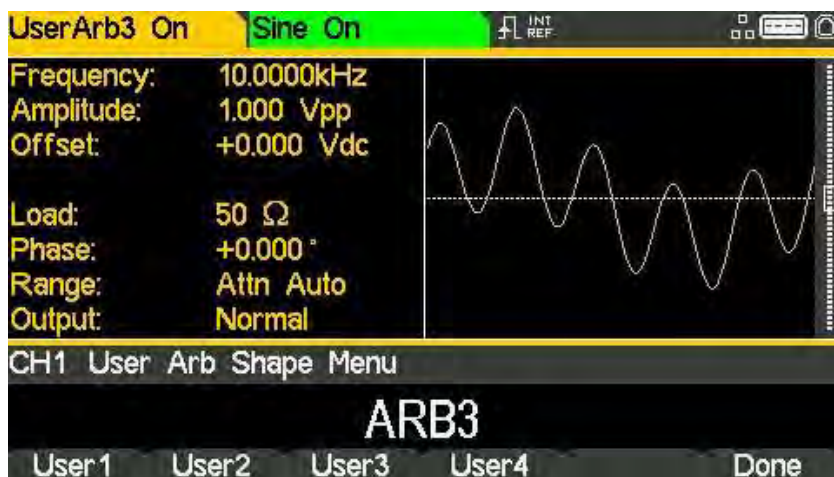 UserArb3 On Sine On INT REF
Frequency: 10.0000kHz
Amplitude: 1.000 Vpp
Offset: +0.000 Vdc
Load: 50 Ω
Phase: +0.000°
Range: Attn Auto
Output: Normal
CH1 User Arb Shape Menu
ARB3
User1 User2 User3 User4 Done